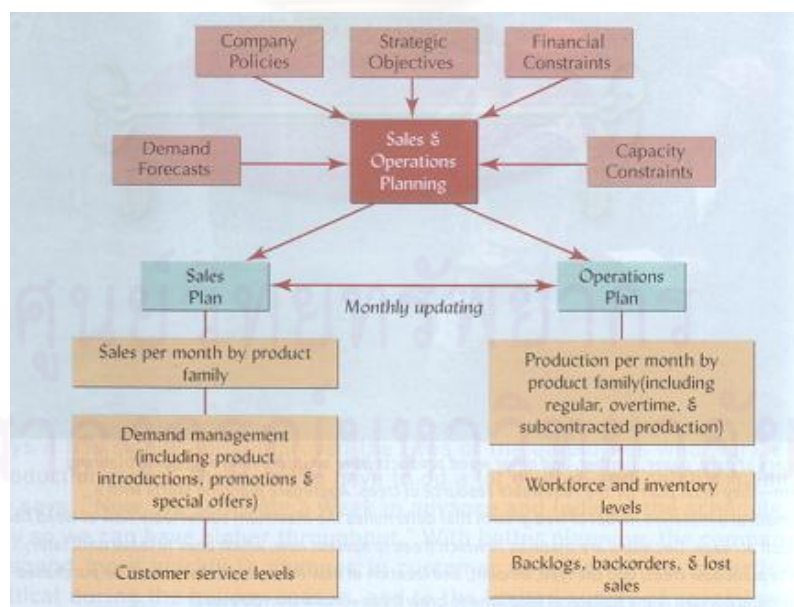 Company
Policies
Strategic
Objectives
Financial
Constraints
Demand
Forecasts
Sales &
Operations
Planning
Capacity
Constraints
Sales
Plan
Monthly updating
Operations
Plan
Sales per month by product
family
Production per month by
product family(including
regular, overtime, &
subcontracted production)
Demand management
(including product
introductions, promotions &
special offers)
Workforce and inventory
levels
Customer service levels
Backlogs, backorders, & lost
sales